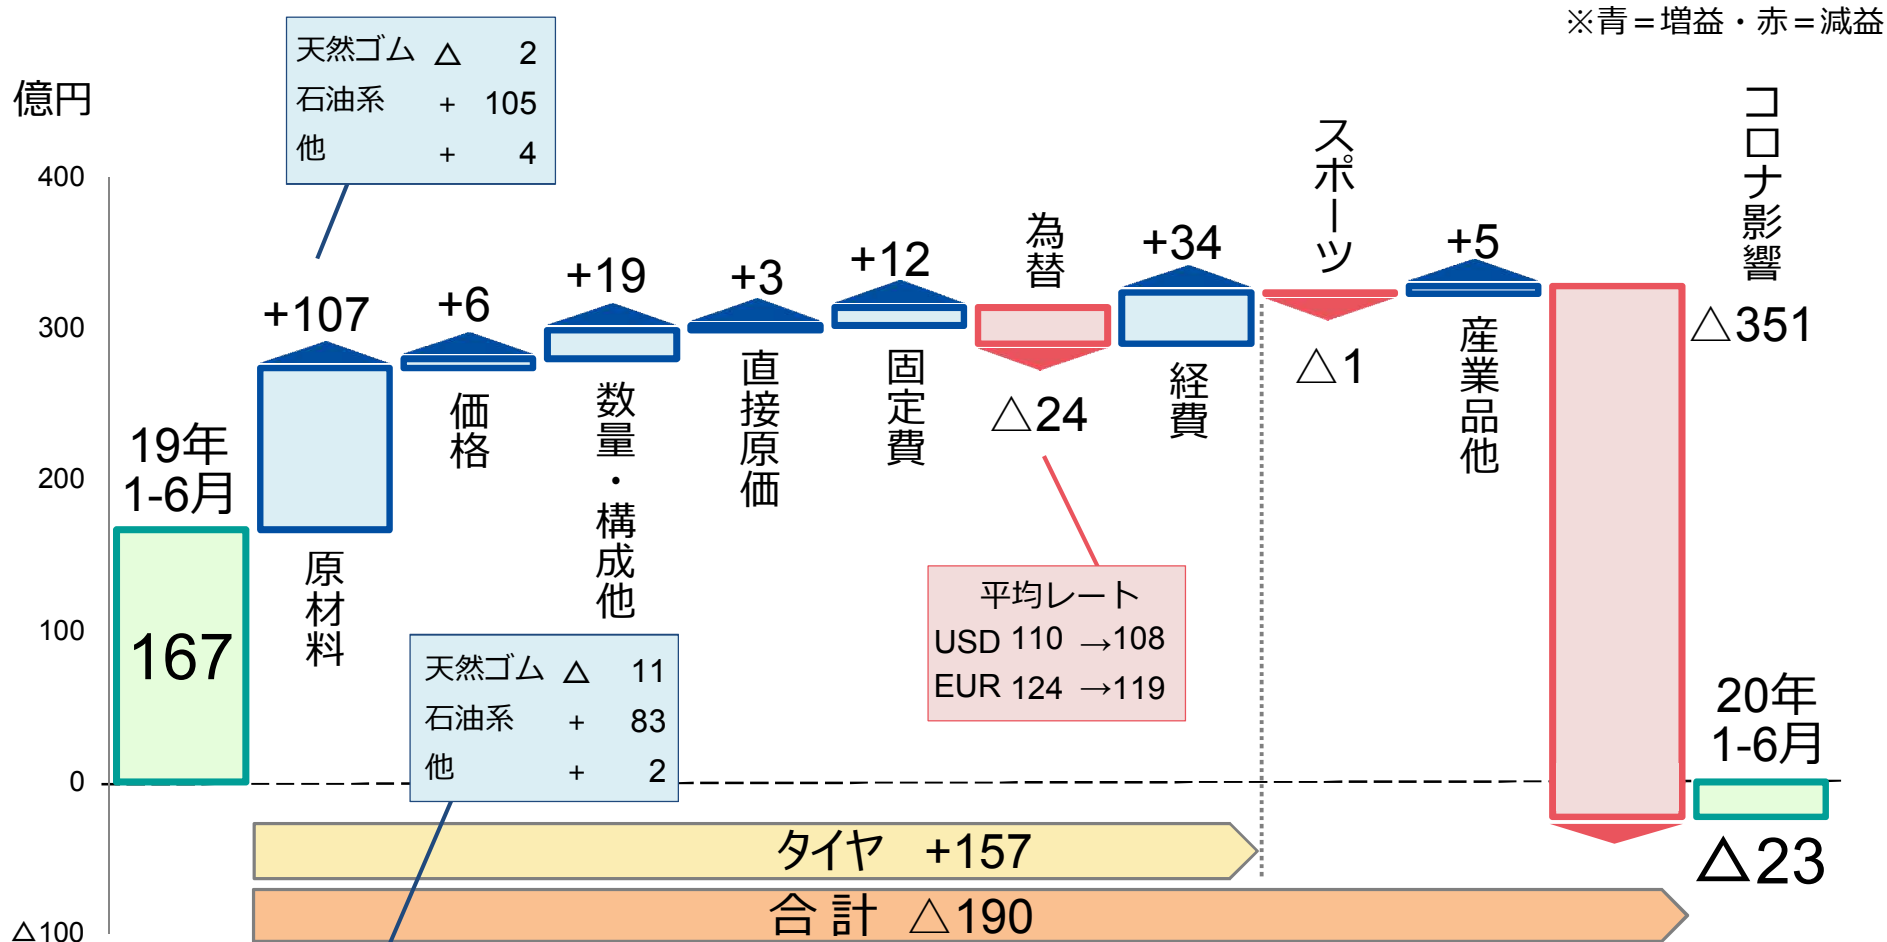 ※青＝増益・赤＝減益
億円
天然ゴム △ 2
石油系 + 105
他 + 4
400
300
200
100
0
△100
19年
1-6月
167
+107
原材料
+6
価格
+19
数量・構成他
+3
直接原価
+12
固定費
為替
△24
+34
経費
スポーツ
△1
+5
産業品他
コロナ影響
△351
平均レート
USD 110 →108
EUR 124 →119
天然ゴム △ 11
石油系 + 83
他 + 2
20年
1-6月
△23
タイヤ +157
合計 △190